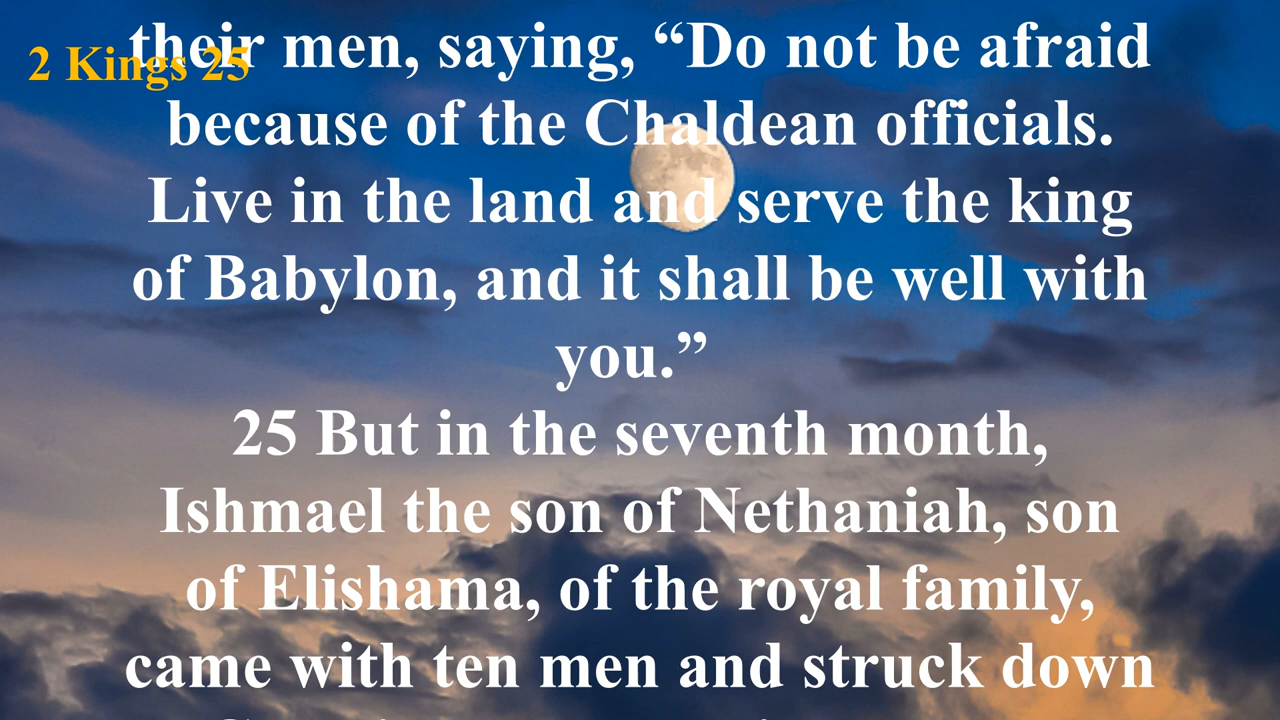 2 Kings 25
their men, saying, “Do not be afraid
because of the Chaldean officials.
Live in the land and serve the king
of Babylon, and it shall be well with
you.”
25 But in the seventh month,
Ishmael the son of Nethaniah, son
of Elishama, of the royal family,
came with ten men and struck down